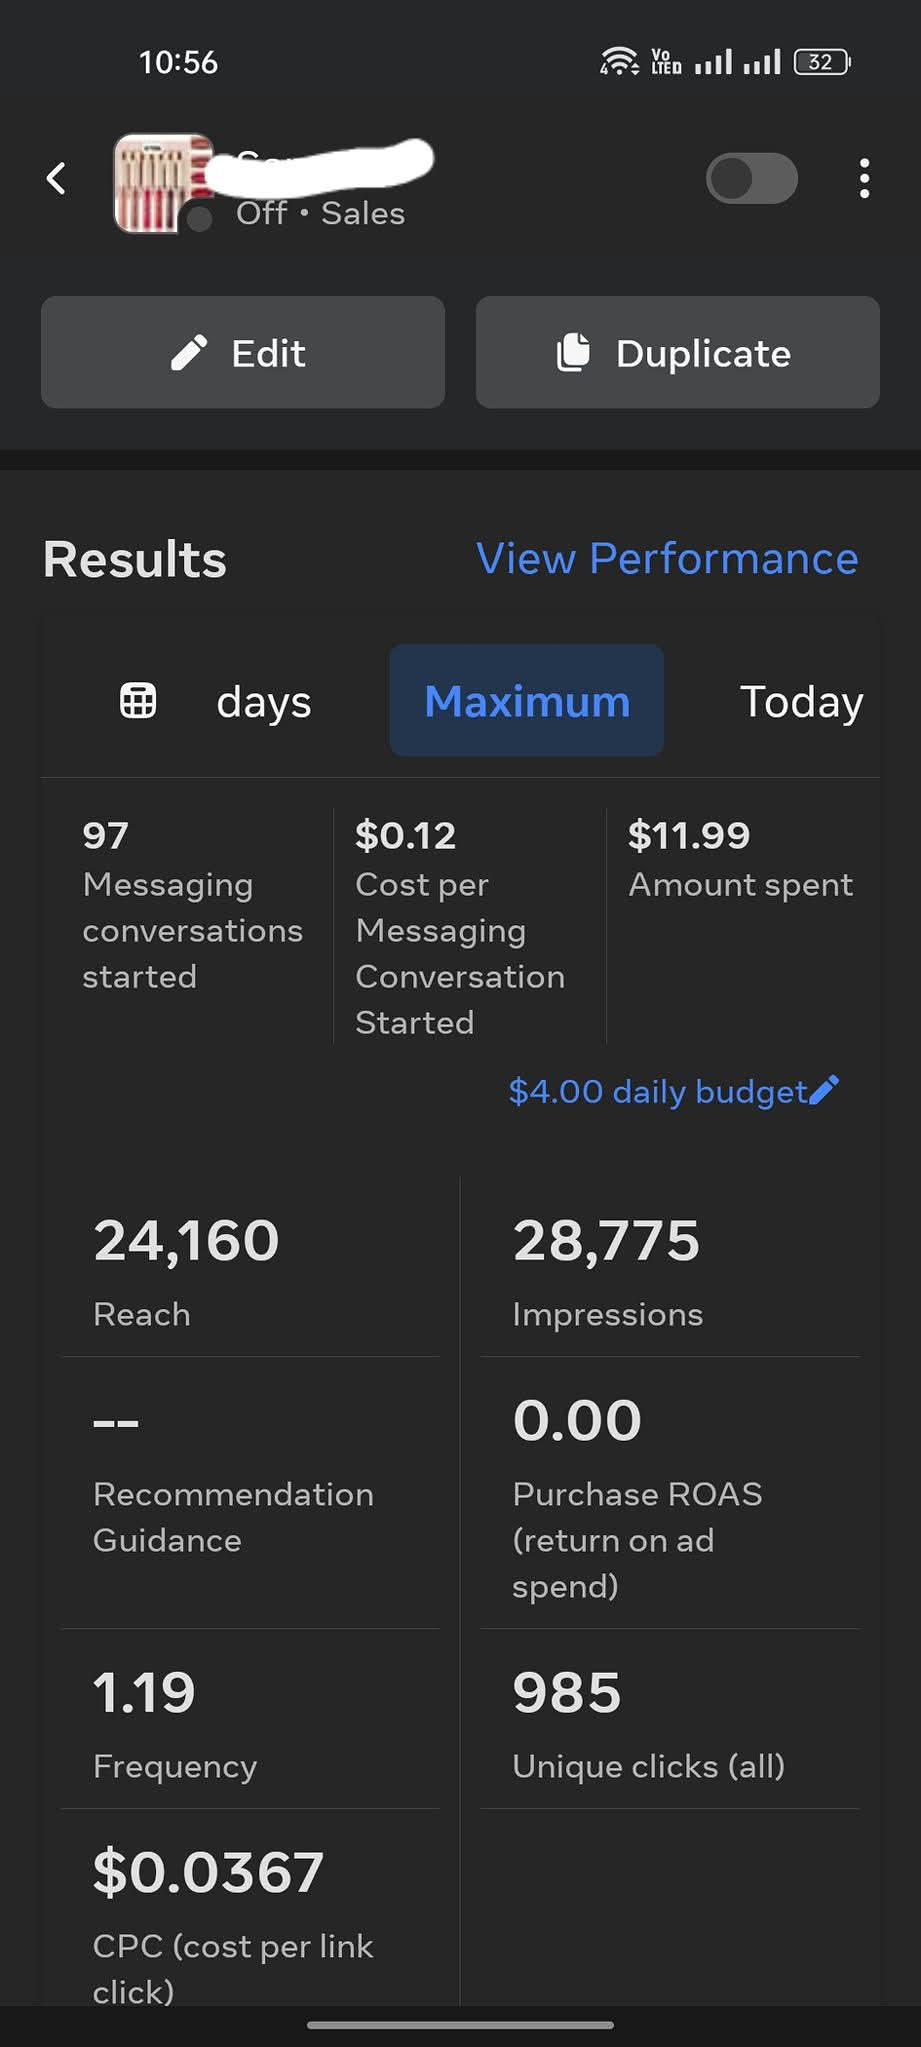 10:56
4
Vo
LTED
32
Off • Sales
Edit
Duplicate
Results
View Performance
days
Maximum
Today
97
Messaging
conversations
started
$0.12
Cost per
Messaging
Conversation
Started
$11.99
Amount spent
$4.00 daily budget
24,160
Reach
28,775
Impressions
--
Recommendation
Guidance
0.00
Purchase ROAS
(return on ad
spend)
1.19
Frequency
985
Unique clicks (all)
$0.0367
CPC (cost per link
click)